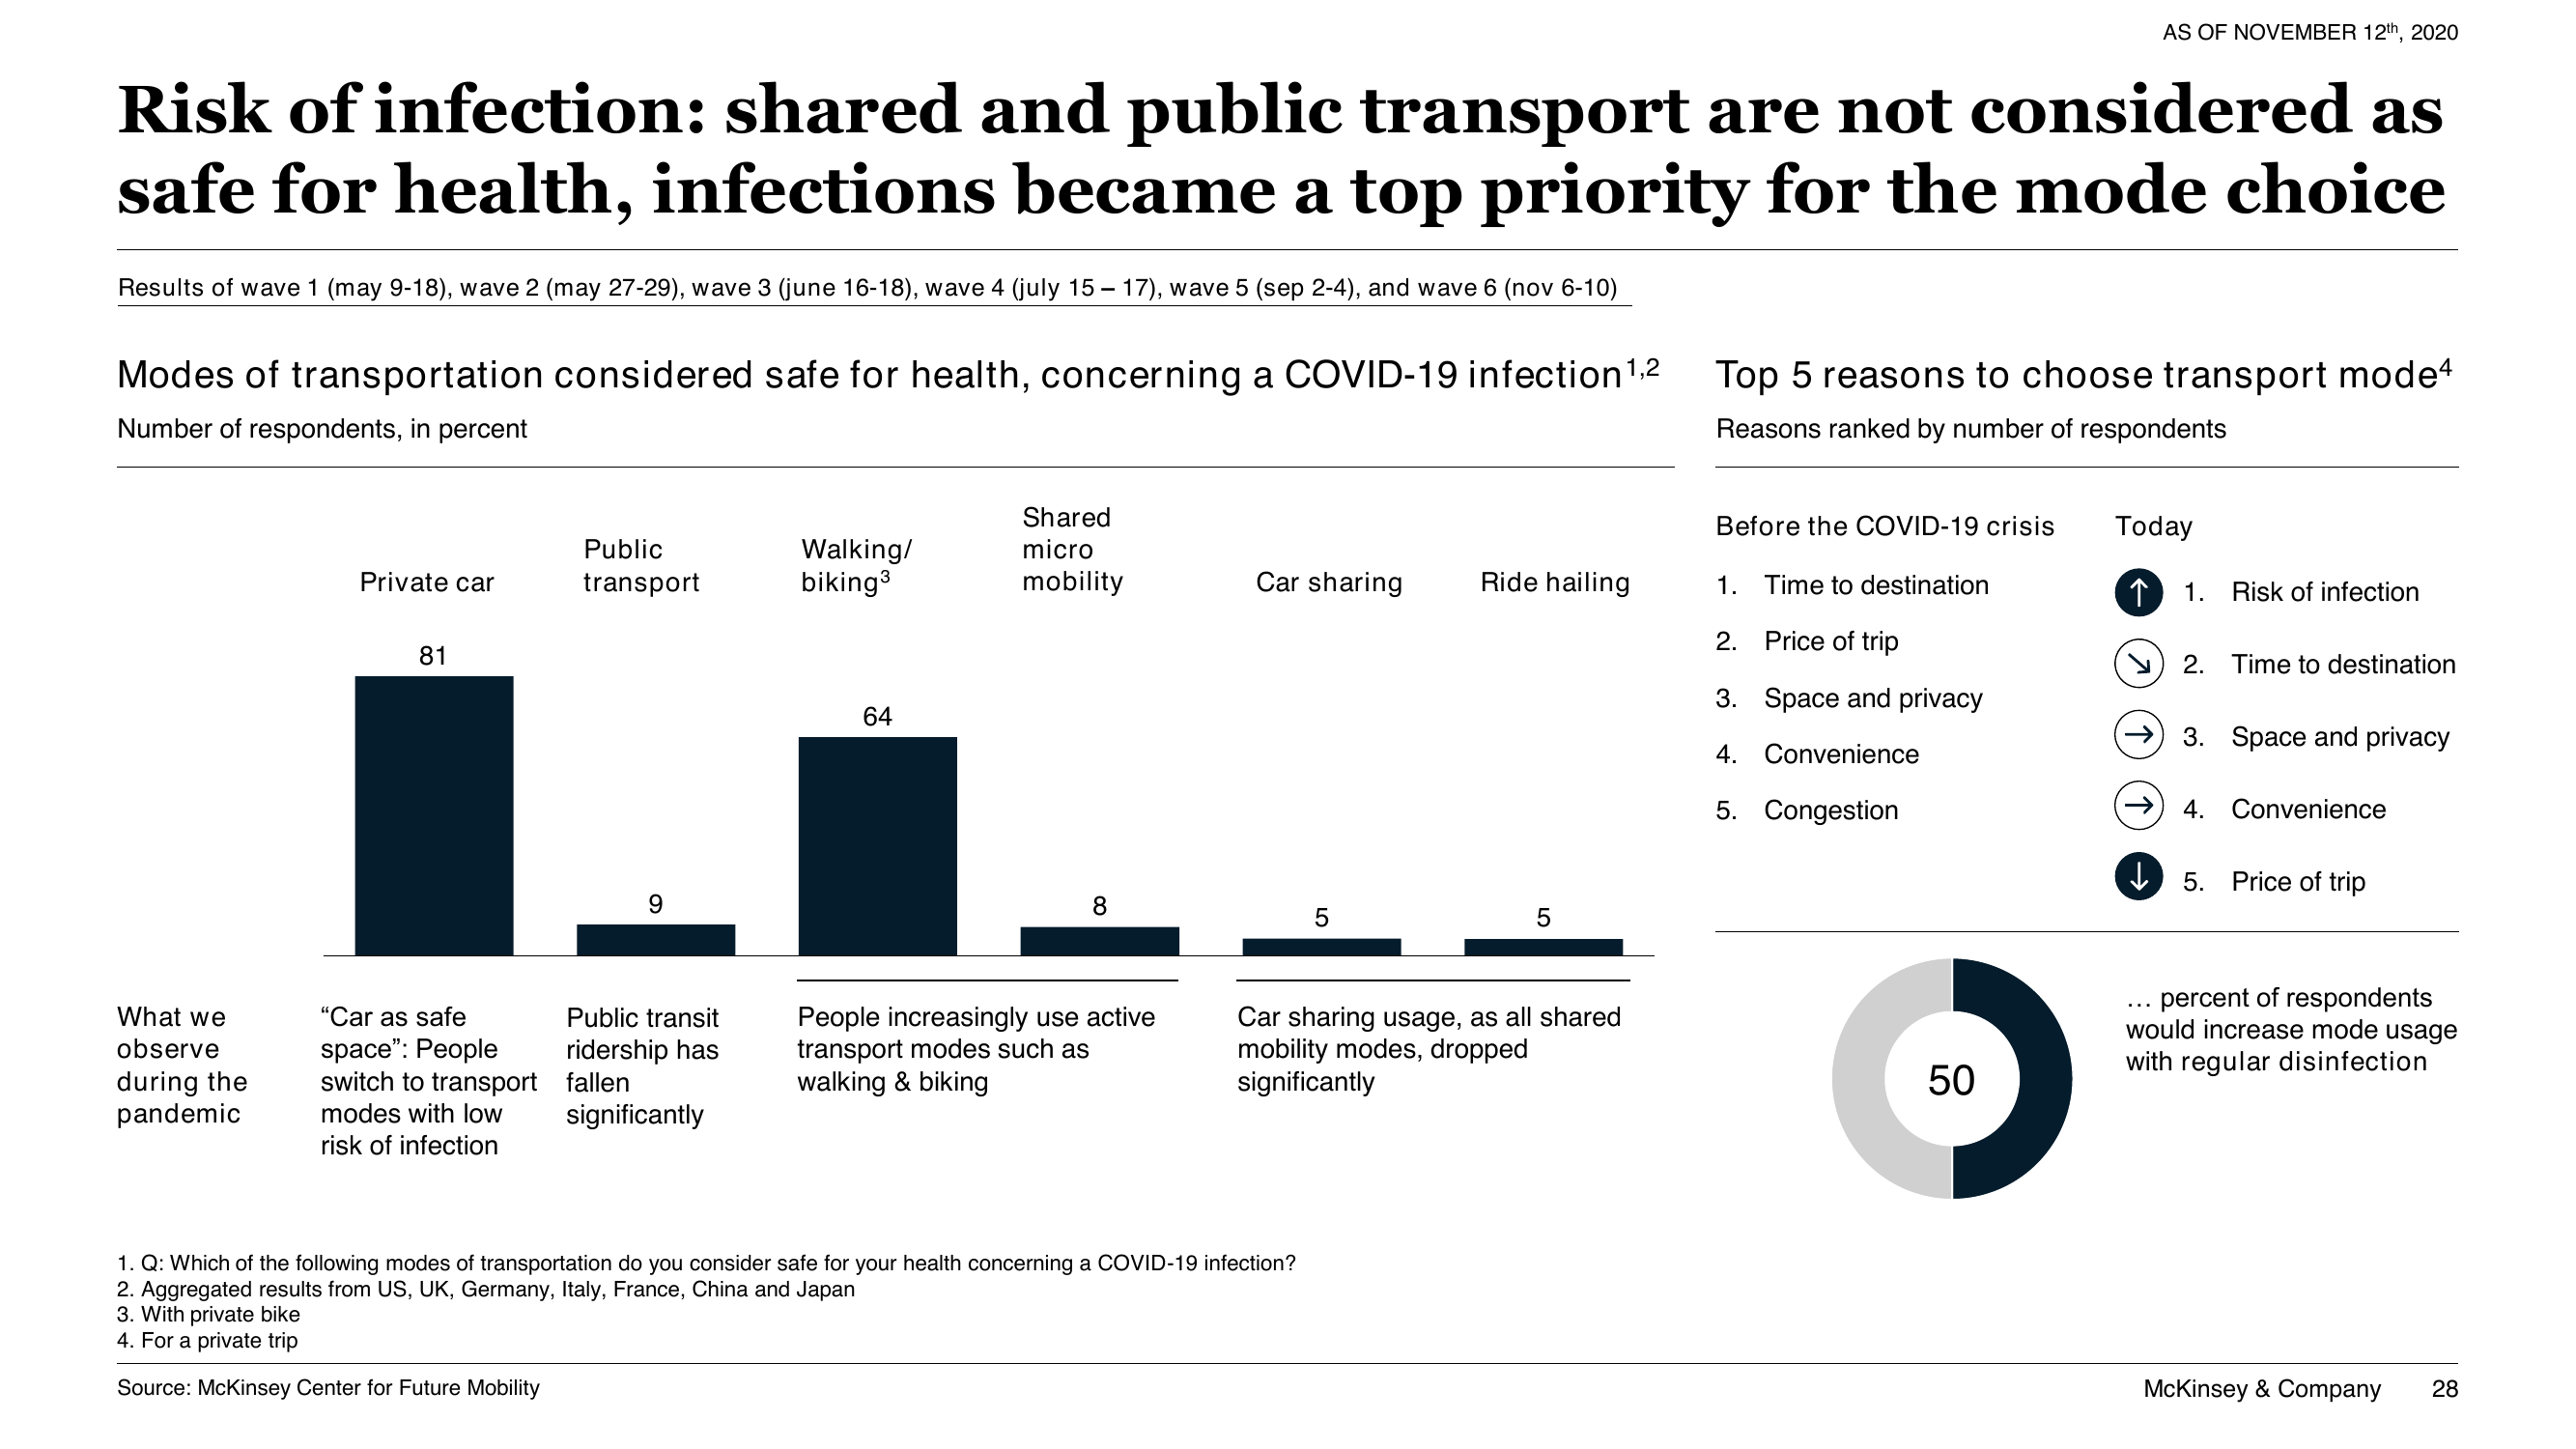 AS OF NOVEMBER 12th, 2020
Risk of infection: shared and public transport are not considered as
safe for health, infections became a top priority for the mode choice
Results of wave 1 (may 9-18), wave 2 (may 27-29), wave 3 (june 16-18), wave 4 (july 15 – 17), wave 5 (sep 2-4), and wave 6 (nov 6-10)
Modes of transportation considered safe for health, concerning a COVID-19 infection1,2
Number of respondents, in percent
Private car
Public
transport
Walking/
biking3
Shared
micro
mobility
Car sharing
Ride hailing
81
9
64
8
5
5
What we
observe
during the
pandemic
“Car as safe
space”: People
switch to transport
modes with low
risk of infection
Public transit
ridership has
fallen
significantly
People increasingly use active
transport modes such as
walking & biking
Car sharing usage, as all shared
mobility modes, dropped
significantly
Top 5 reasons to choose transport mode4
Reasons ranked by number of respondents
Before the COVID-19 crisis
1. Time to destination
2. Price of trip
3. Space and privacy
4. Convenience
5. Congestion
Today
1. Risk of infection
2. Time to destination
3. Space and privacy
4. Convenience
5. Price of trip
50
… percent of respondents
would increase mode usage
with regular disinfection
1. Q: Which of the following modes of transportation do you consider safe for your health concerning a COVID-19 infection?
2. Aggregated results from US, UK, Germany, Italy, France, China and Japan
3. With private bike
4. For a private trip
Source: McKinsey Center for Future Mobility
McKinsey & Company 28